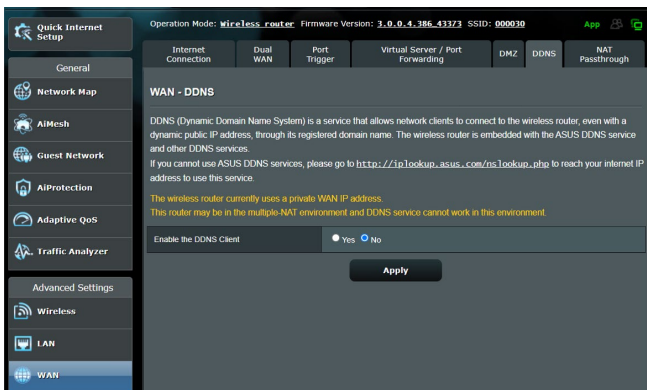 Quick Internet
Setup
Operation Mode: Wireless router Firmware Version: 3.0.0.4.386_43373 SSID: 000030
App
Internet
Connection
Dual
WAN
Port
Trigger
Virtual Server / Port
Forwarding
DMZ
DDNS
NAT
Passthrough
General
Network Map
AiMesh
Guest Network
AiProtection
Adaptive QoS
Traffic Analyzer
Advanced Settings
Wireless
LAN
WAN
WAN - DDNS
DDNS (Dynamic Domain Name System) is a service that allows network clients to connect to the wireless router, even with a
dynamic public IP address, through its registered domain name. The wireless router is embedded with the ASUS DDNS service
and other DDNS services.
If you cannot use ASUS DDNS services, please go to http://iplookup.asus.com/nslookup.php to reach your internet IP
address to use this service.
The wireless router currently uses a private WAN IP
address.
This router may be in the multiple-NAT environment and DDNS service cannot work in this environment.
Enable the DDNS Client
Yes No
Apply